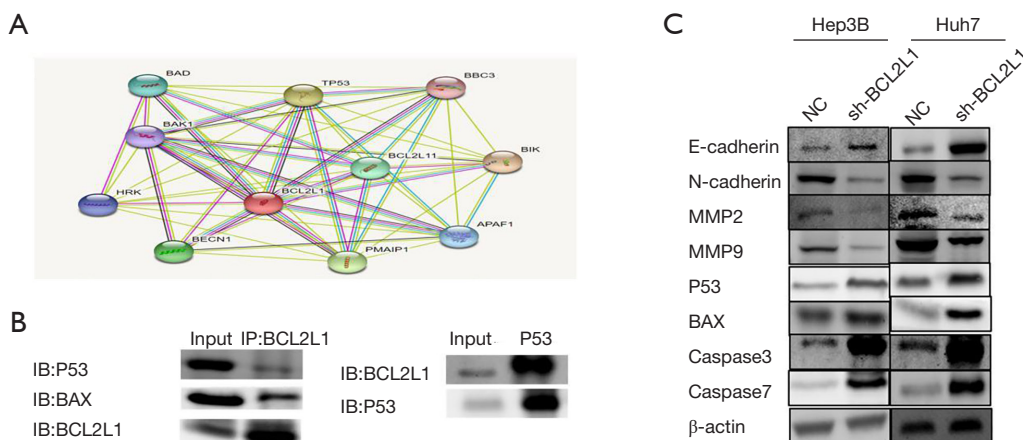 A
BAD
TP53
BBC3
BAK1
BCL2L11
BIK
HRK
BCL2L1
APAF1
BECN1
PMAIP1
B
Input IP:BCL2L1
IB:P53
IB:BAX
IB:BCL2L1
Input P53
IB:BCL2L1
IB:P53
C
Hep3B Huh7
NC sh-BCL2L1 NC sh-BCL2L1
E-cadherin
N-cadherin
MMP2
MMP9
P53
BAX
Caspase3
Caspase7
β-actin